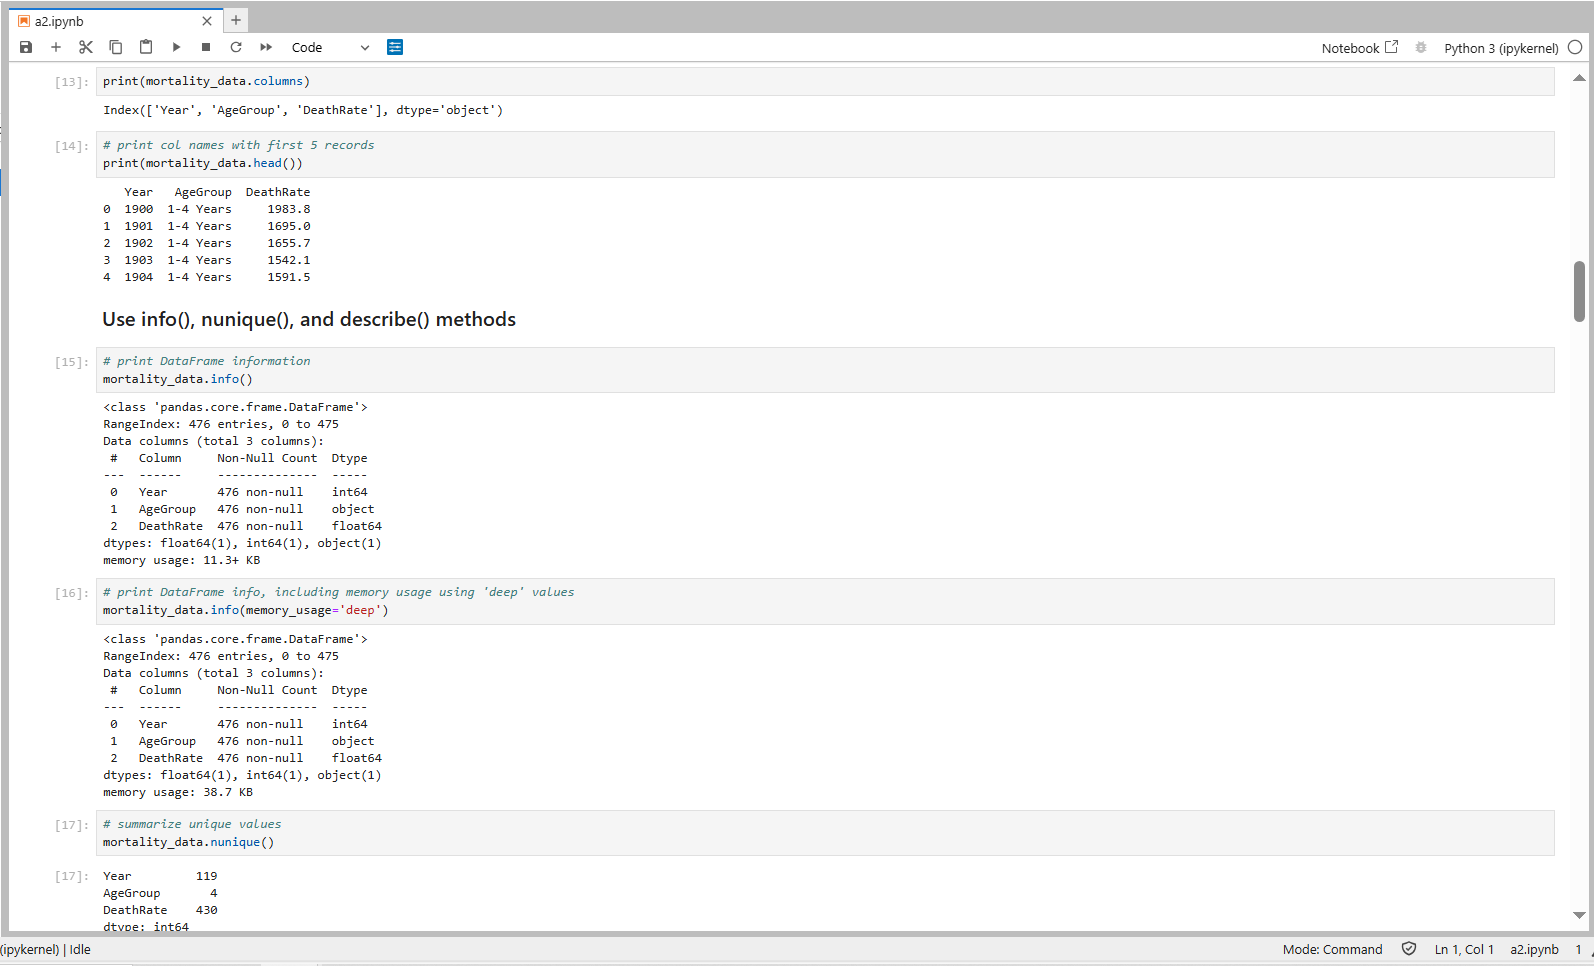 a2.ipynb
Code
Notebook
Python 3 (ipykernel)
[13]:
print(mortality_data.columns)
Index(['Year', 'AgeGroup', 'DeathRate'], dtype='object')
[14]:
# print col names with first 5 records
print(mortality_data.head())
   Year   AgeGroup  DeathRate
0  1900  1-4 Years     1983.8
1  1901  1-4 Years     1695.0
2  1902  1-4 Years     1655.7
3  1903  1-4 Years     1542.1
4  1904  1-4 Years     1591.5
Use info(), nunique(), and describe() methods
[15]:
# print DataFrame information
mortality_data.info()
<class 'pandas.core.frame.DataFrame'>
RangeIndex: 476 entries, 0 to 475
Data columns (total 3 columns):
 #   Column     Non-Null Count  Dtype
---  ------     --------------  -----
 0   Year       476 non-null    int64
 1   AgeGroup   476 non-null    object
 2   DeathRate  476 non-null    float64
dtypes: float64(1), int64(1), object(1)
memory usage: 11.3+ KB
[16]:
# print DataFrame info, including memory usage using 'deep' values
mortality_data.info(memory_usage='deep')
<class 'pandas.core.frame.DataFrame'>
RangeIndex: 476 entries, 0 to 475
Data columns (total 3 columns):
 #   Column     Non-Null Count  Dtype
---  ------     --------------  -----
 0   Year       476 non-null    int64
 1   AgeGroup   476 non-null    object
 2   DeathRate  476 non-null    float64
dtypes: float64(1), int64(1), object(1)
memory usage: 38.7 KB
[17]:
# summarize unique values
mortality_data.nunique()
[17]:
Year         119
AgeGroup       4
DeathRate    430
dtype: int64
(ipykernel) | Idle
Mode: Command
Ln 1, Col 1
a2.ipynb
1